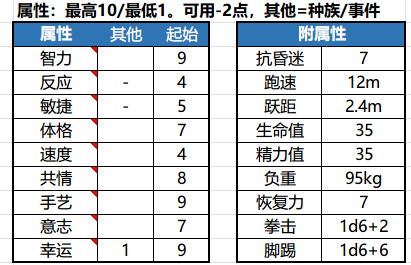 属性：最高10/最低1。可用-2点，其他=种族/事件
属性 其他 起始 附属性
智力 9 抗昏迷 7
反应 - 4 跑速 12m
敏捷 - 5 跃距 2.4m
体格 7 生命值 35
速度 4 精力值 35
共情 8 负重 95kg
手艺 9 恢复力 7
意志 7 拳击 1d6+2
幸运 1 9 脚踢 1d6+6